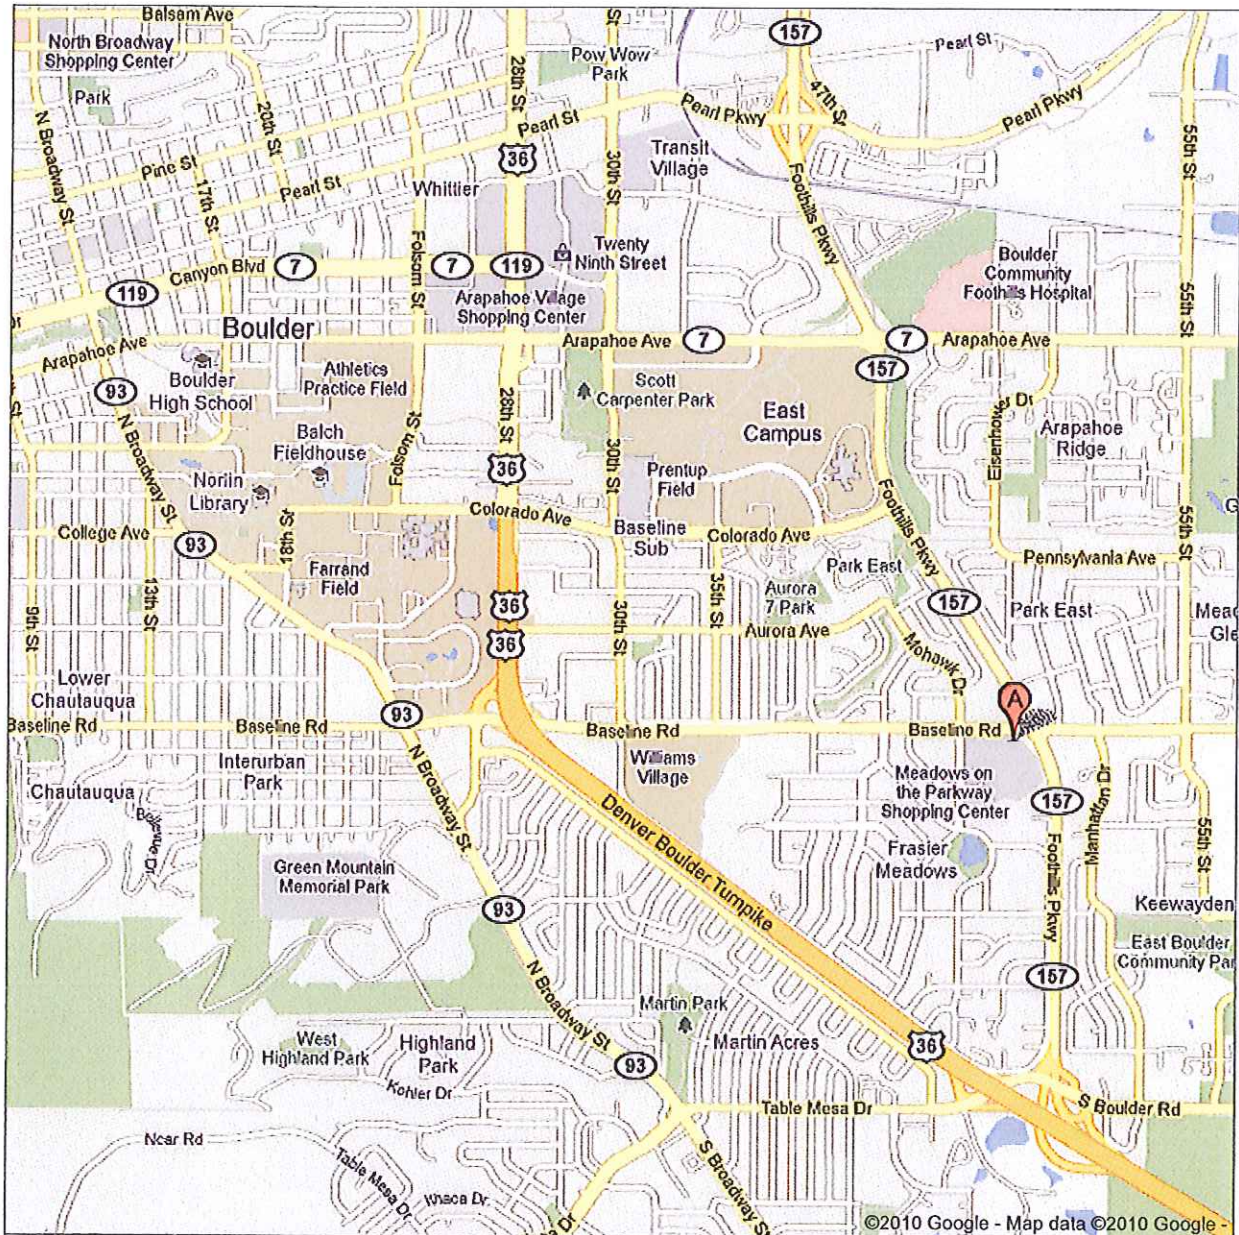 Balsam Ave
North Broadway
Shopping Center
Park
N Broadway St
20th St
Pine St
17th St
Pearl St
Whittier
Folsom St
28th St
36
Pearl St
Pow Wow
Park
30th St
Transit
Village
Pearl Pkwy
157
47th St
Pearl St
Pearl Pkwy
55th St
Foothills Pkwy
Twenty
Ninth Street
Boulder
Community
Foothills Hospital
55th St
Canyon Blvd
7
7
119
119
Arapahoe Village
Shopping Center
Boulder
Arapahoe Ave
Arapahoe Ave
7
7
Arapahoe Ave
157
93
Boulder
High School
Athletics
Practice Field
Scott
Carpenter Park
East
Campus
Eisenhower Dr
Arapahoe
Ridge
N Broadway St
Balch
Fieldhouse
Folsom St
28th St
36
30th St
Prentup
Field
Norlin
Library
Foothills Pkwy
55th St
College Ave
93
18th St
Colorado Ave
Baseline
Sub
Colorado Ave
Pennsylvania Ave
Farrand
Field
Park East
Aurora
7 Park
35th St
9th St
13th St
36
36
30th St
Aurora Ave
157
Park East
Mohawk Dr
Lower
Chautauqua
A
Baseline Rd
Baseline Rd
93
Baseline Rd
Baseline Rd
Interurban
Park
Williams
Village
Chautauqua
Bellevue Dr
N Broadway St
Meadows on
the Parkway
Shopping Center
157
Manhattan Dr
55th St
Denver Boulder Turnpike
Green Mountain
Memorial Park
Frasier
Meadows
Foothills Pkwy
93
Keewayden
East Boulder
Community Par
157
N Broadway St
Martin Park
West
Highland Park
Highland
Park
Martin Acres
36
93
Kohler Dr
Table Mesa Dr
S Boulder Rd
Ncar Rd
Table Mesa Dr
Ithaca Dr
S Broadway St
Dr
©2010 Google - Map data ©2010 Google -